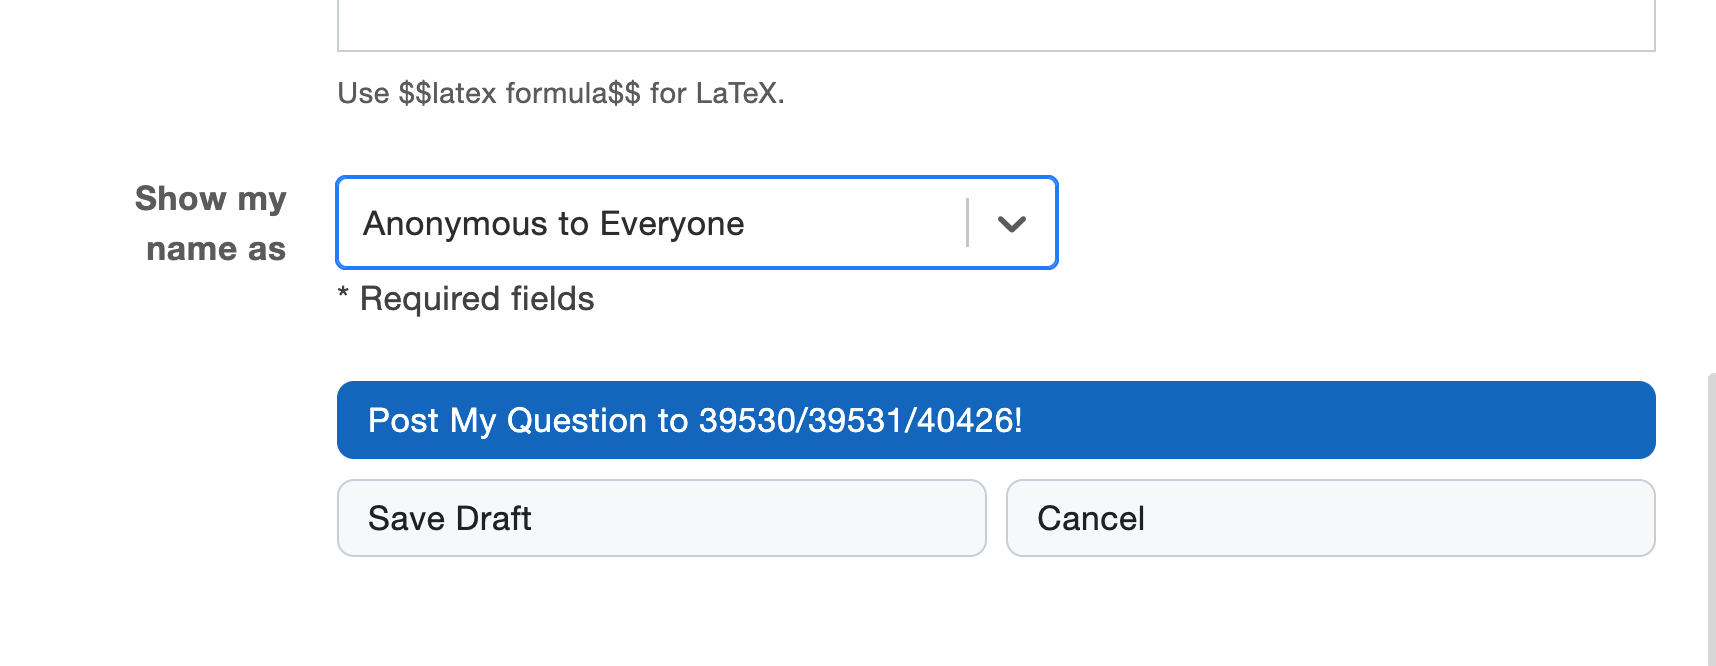 Use $$latex formula$$ for LaTeX.
Show my
name as
Anonymous to Everyone
* Required fields
Post My Question to 39530/39531/40426!
Save Draft
Cancel